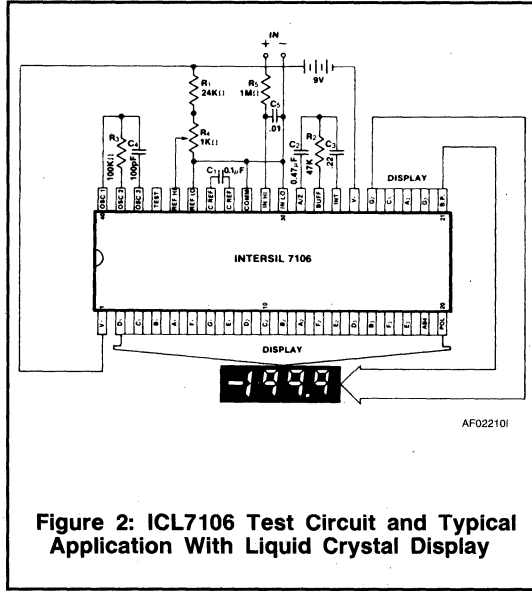 IN
+ −
R1
24KΩ
R5
1MΩ
9V
C5
.01
R3
100KΩ
C4
100pF
R4
1KΩ
C1 0.1µF
C2
0.47µF
R2
47K
C3
.22
DISPLAY
OSC 1
OSC 2
OSC 3
TEST
REF HI
REF LO
C REF
C REF
COMM
IN HI
IN LO
A/Z
BUFF
INT
V-
G2
C3
A3
G3
B.P.
40
30
21
INTERSIL 7106
1
10
20
V+
D1
C1
B1
A1
F1
G1
E1
D2
C2
B2
A2
F2
E2
D3
B3
F3
E3
AB4
POL
DISPLAY
-199.9
AF02210I
Figure 2: ICL7106 Test Circuit and Typical
Application With Liquid Crystal Display